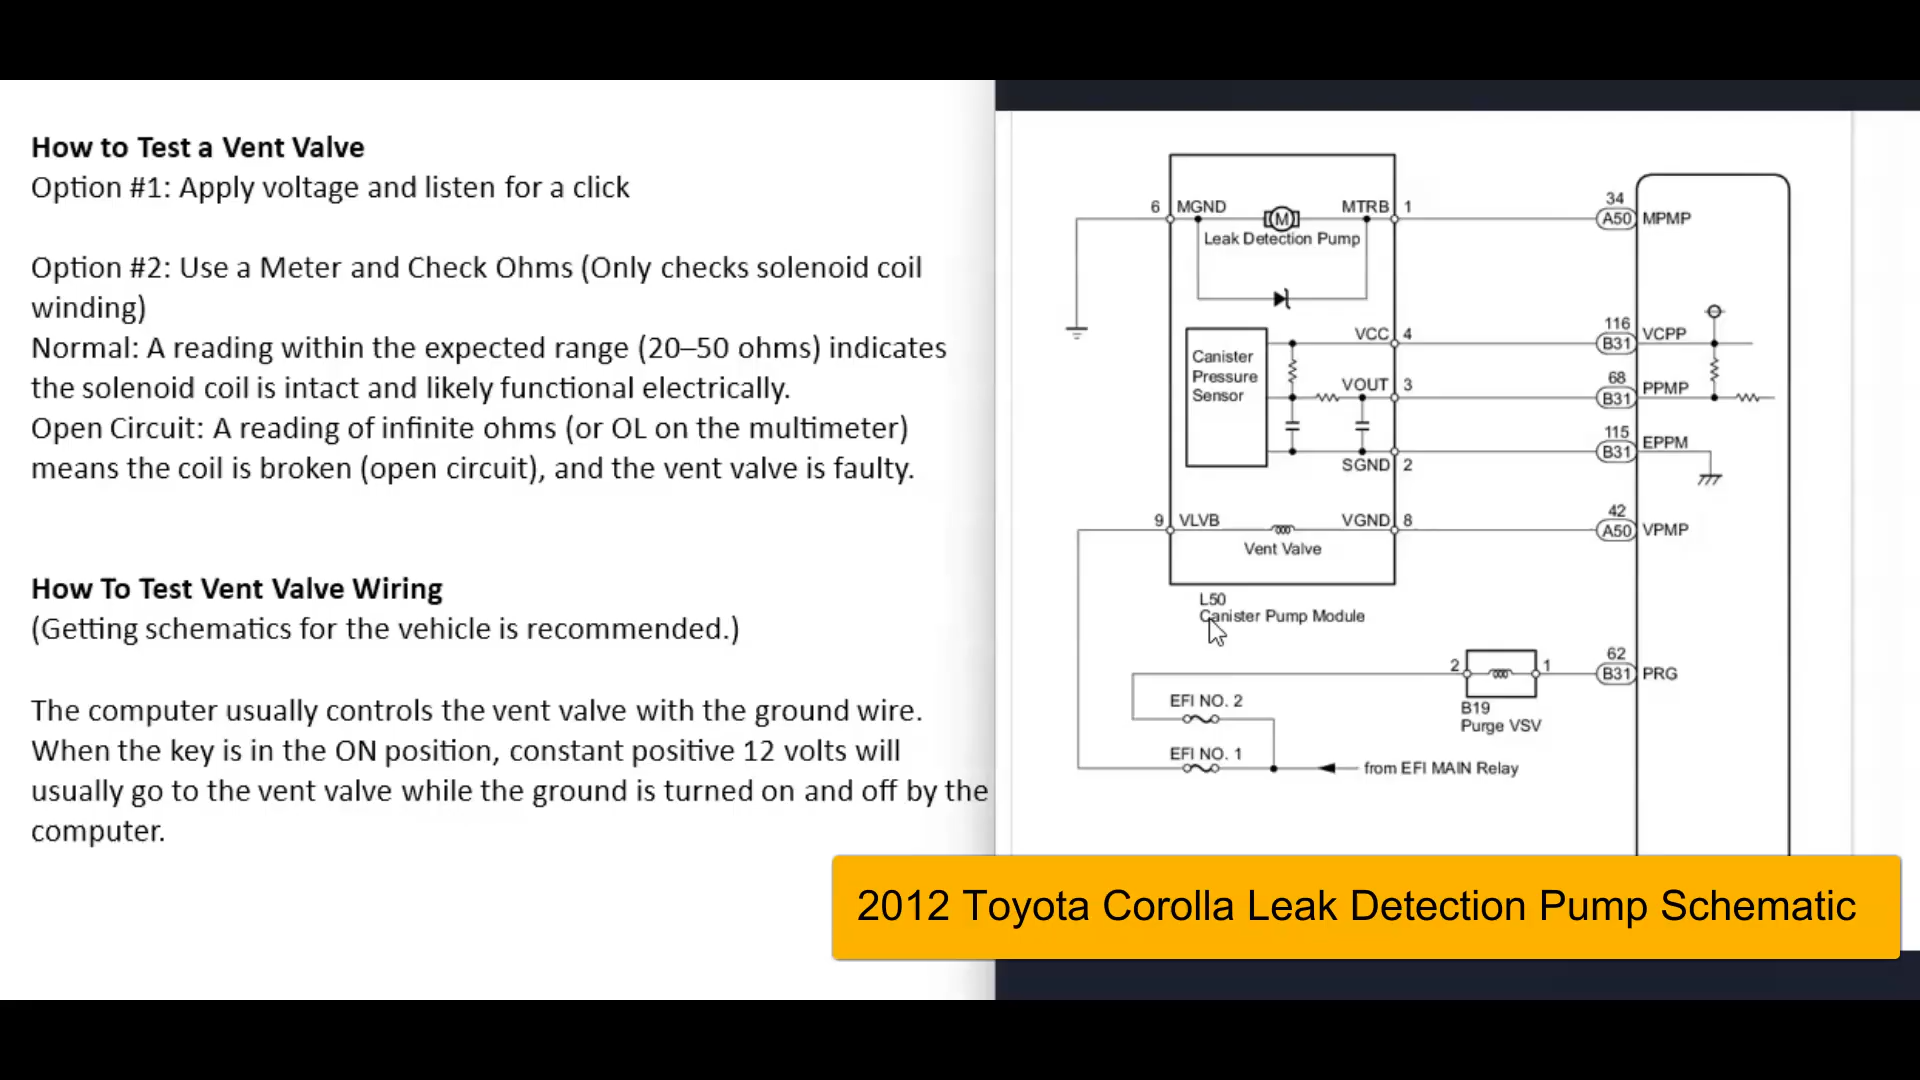 How to Test a Vent Valve
Option #1: Apply voltage and listen for a click
Option #2: Use a Meter and Check Ohms (Only checks solenoid coil
winding)
Normal: A reading within the expected range (20–50 ohms) indicates
the solenoid coil is intact and likely functional electrically.
Open Circuit: A reading of infinite ohms (or OL on the multimeter)
means the coil is broken (open circuit), and the vent valve is faulty.
How To Test Vent Valve Wiring
(Getting schematics for the vehicle is recommended.)
The computer usually controls the vent valve with the ground wire.
When the key is in the ON position, constant positive 12 volts will
usually go to the vent valve while the ground is turned on and off by the
computer.
6 MGND M MTRB 1 34 A50 MPMP
Leak Detection Pump
VCC 4 116 B31 VCPP
Canister
Pressure
Sensor
VOUT 3 68 B31 PPMP
SGND 2 115 B31 EPPM
9 VLVB VGND 8 42 A50 VPMP
Vent Valve
L50
Canister Pump Module
2 1 62 B31 PRG
B19
Purge VSV
EFI NO. 2
EFI NO. 1
from EFI MAIN Relay
2012 Toyota Corolla Leak Detection Pump Schematic